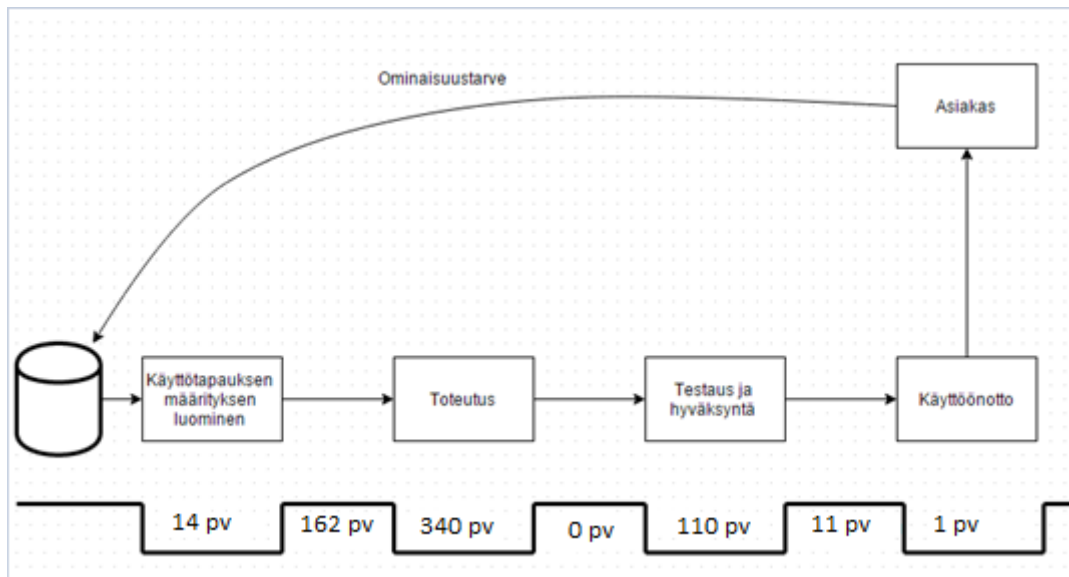 Ominaisuustarve
Asiakas
Käyttötapauksen
määrityksen
luominen
Toteutus
Testaus ja
hyväksyntä
Käyttöönotto
14 pv
162 pv
340 pv
0 pv
110 pv
11 pv
1 pv